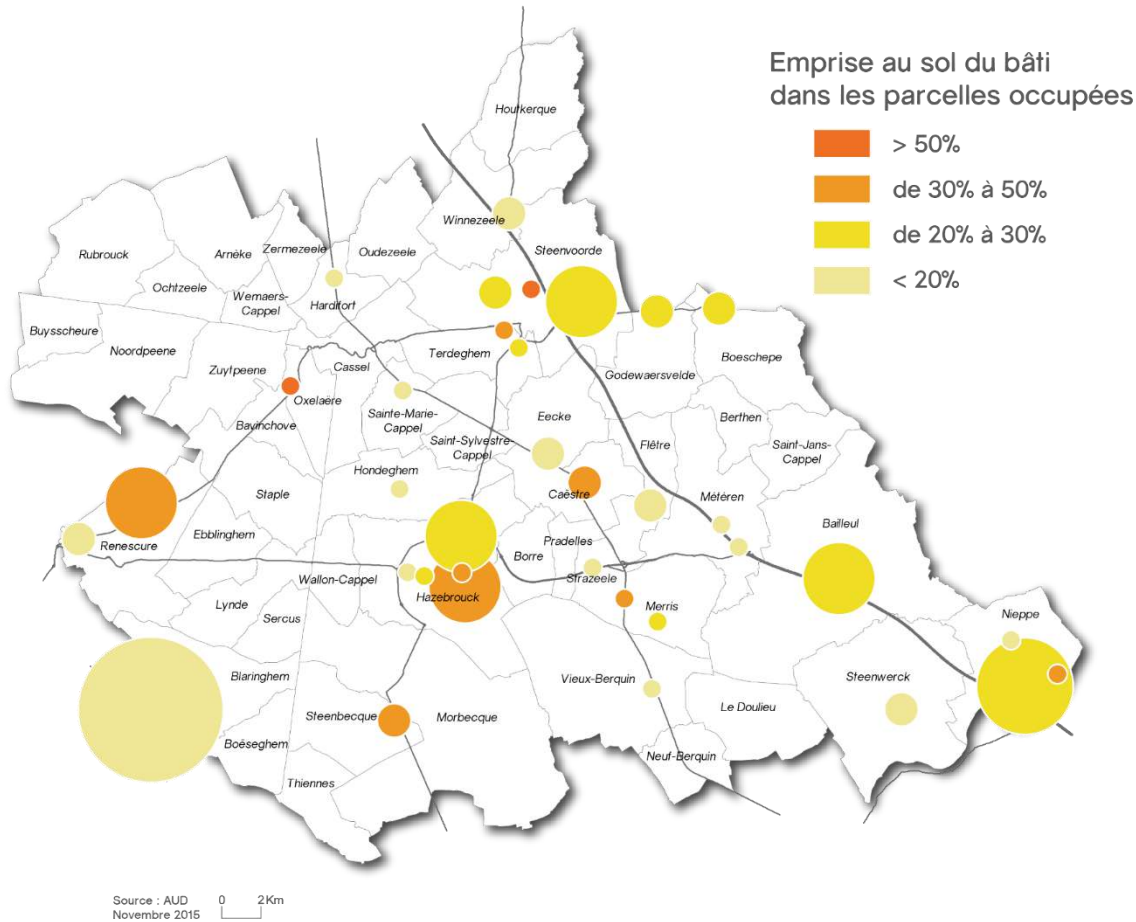 Emprise au sol du bâti
dans les parcelles occupées
> 50%
de 30% à 50%
de 20% à 30%
< 20%
Houtkerque
Winnezeele
Steenvoorde
Oudezeele
Zermezeele
Arnèke
Rubrouck
Ochtzeele
Wemaers-
Cappel
Hardifort
Buysscheure
Noordpeene
Zuytpeene
Cassel
Terdeghem
Godewaersvelde
Boeschepe
Oxelaère
Bavinchove
Sainte-Marie-
Cappel
Saint-Sylvestre-
Cappel
Eecke
Flêtre
Berthen
Saint-Jans-
Cappel
Hondeghem
Staple
Caëstre
Météren
Bailleul
Renescure
Ebblinghem
Wallon-Cappel
Hazebrouck
Borre
Pradelles
Strazeele
Merris
Lynde
Sercus
Nieppe
Blaringhem
Steenbecque
Morbecque
Vieux-Berquin
Le Doulieu
Steenwerck
Boëseghem
Thiennes
Neuf-Berquin
Source : AUD
Novembre 2015
0 2Km